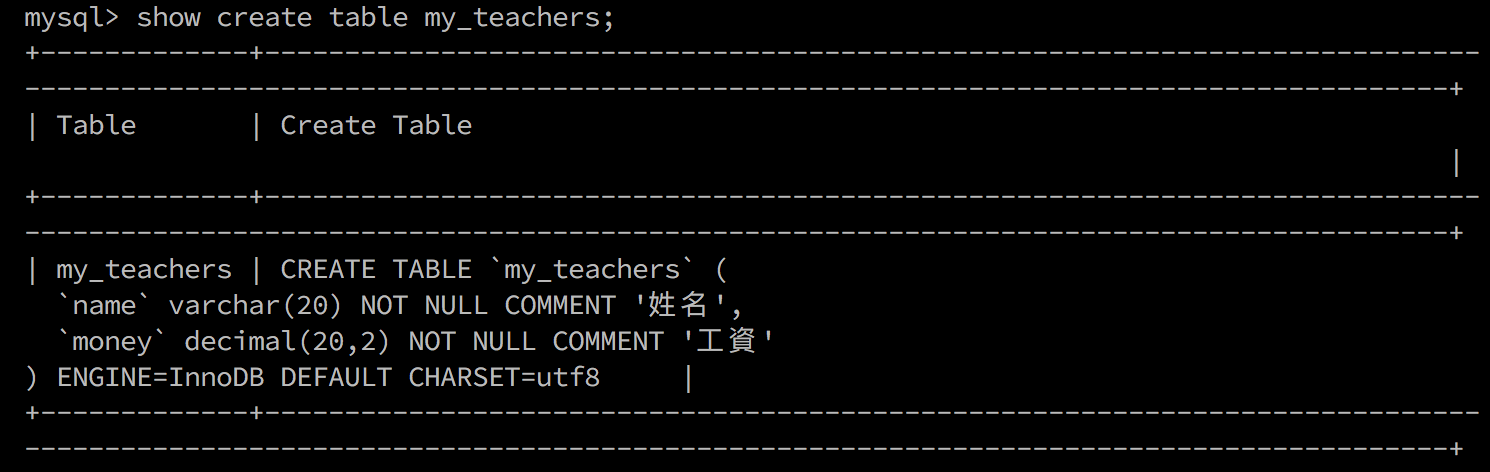 mysql> show create table my_teachers;
+-------------+----------------------------------------------------------------------------
-----------------------------------------------------------------------------------------+
| Table       | Create Table
                                                                                         |
+-------------+----------------------------------------------------------------------------
-----------------------------------------------------------------------------------------+
| my_teachers | CREATE TABLE `my_teachers` (
  `name` varchar(20) NOT NULL COMMENT '姓名',
  `money` decimal(20,2) NOT NULL COMMENT '工資'
) ENGINE=InnoDB DEFAULT CHARSET=utf8     |
+-------------+----------------------------------------------------------------------------
-----------------------------------------------------------------------------------------+